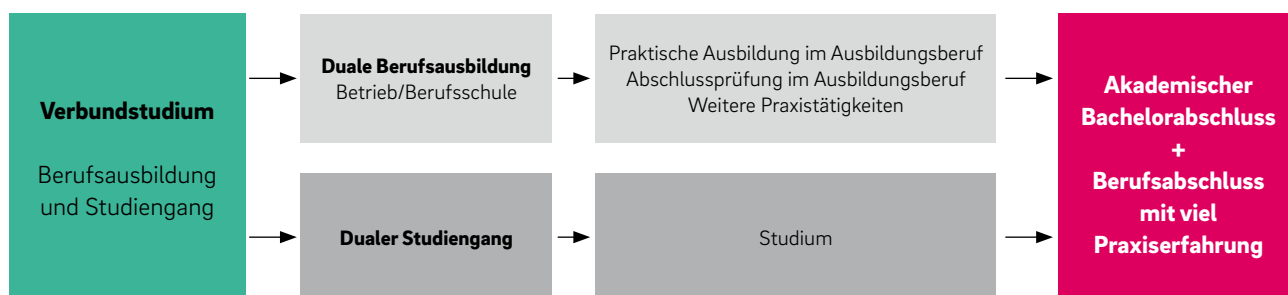 Verbundstudium
Berufsausbildung
und Studiengang
Duale Berufsausbildung
Betrieb/Berufsschule
Praktische Ausbildung im Ausbildungsberuf
Abschlussprüfung im Ausbildungsberuf
Weitere Praxistätigkeiten
Dualer Studiengang
Studium
Akademischer
Bachelorabschluss
+
Berufsabschluss
mit viel
Praxiserfahrung